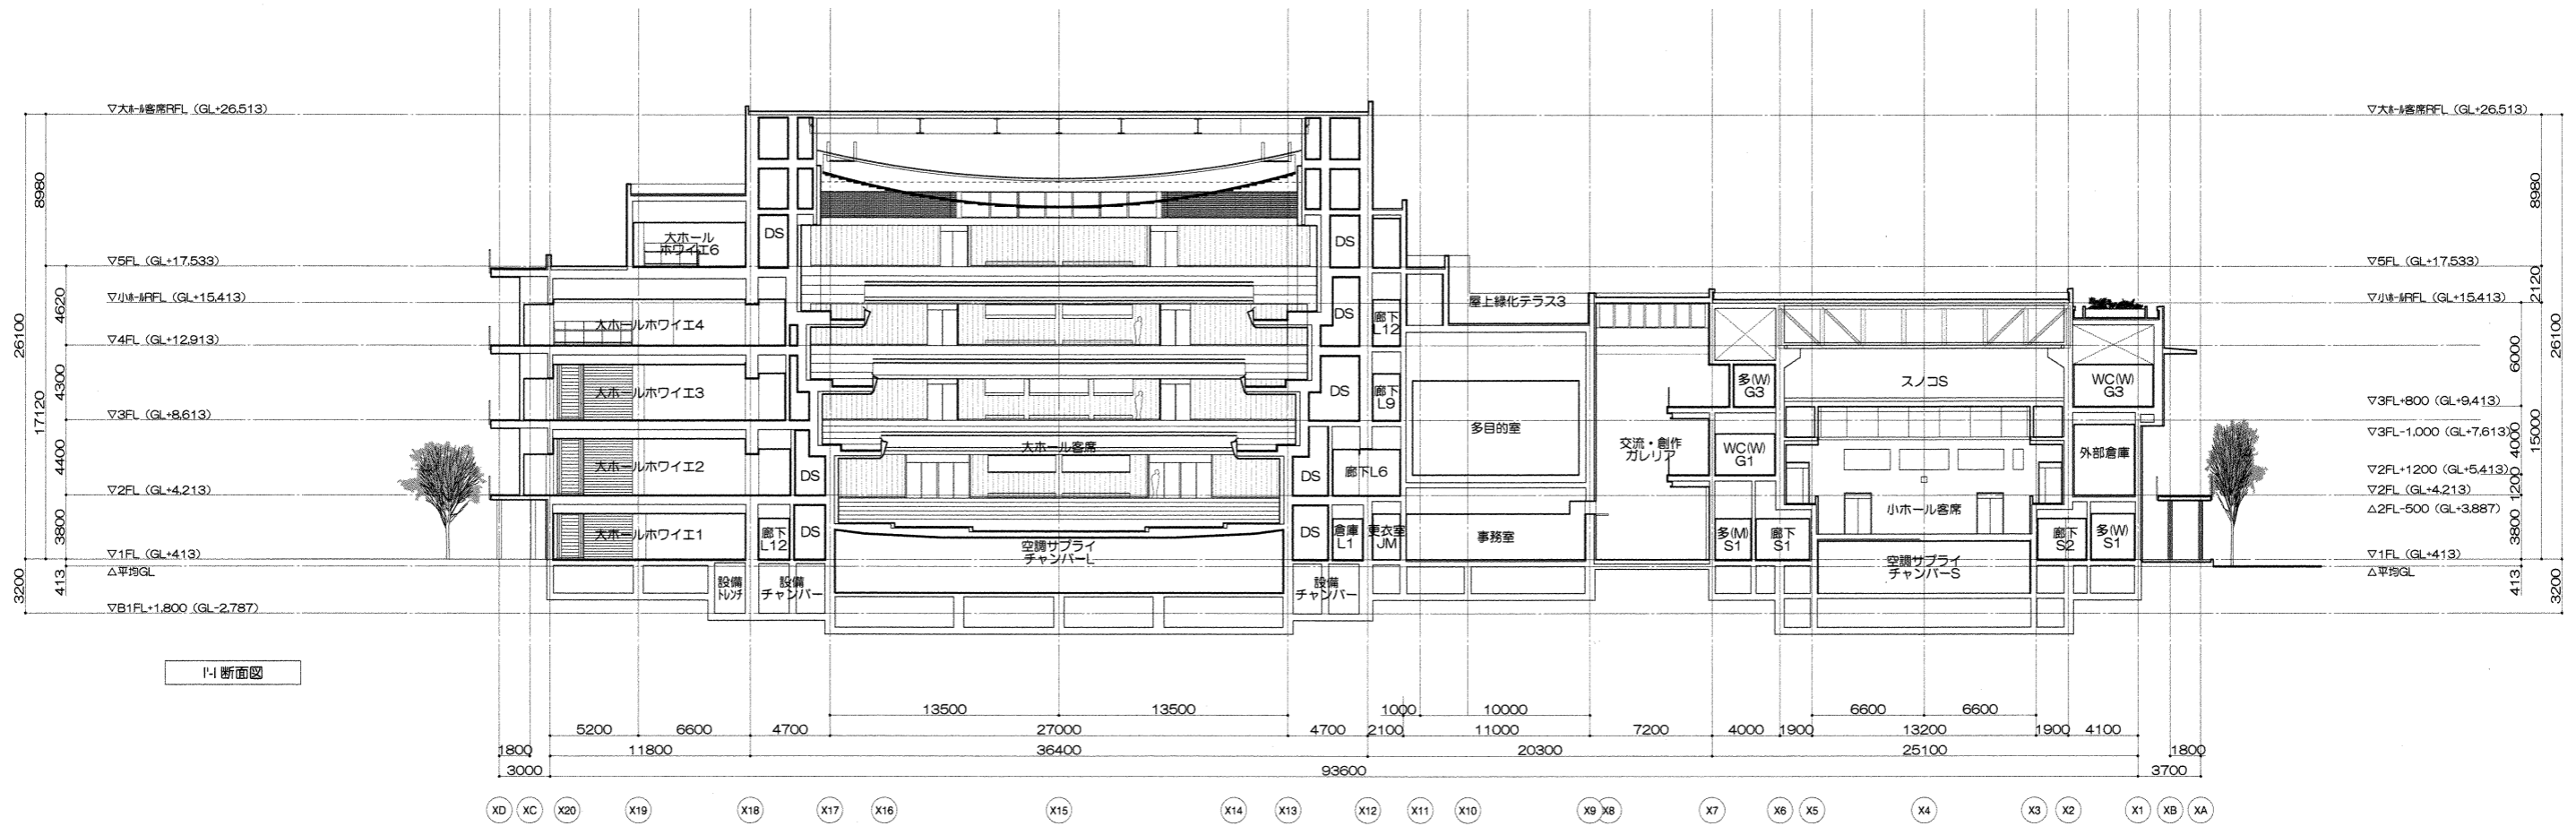 ▽大ホール客席RFL（GL+26,513）
▽大ホール客席RFL（GL+26,513）
8980
8980
DS
大ホール
ホワイエ6
DS
▽5FL（GL+17,533）
▽5FL（GL+17,533）
2120
▽小ホールRFL（GL+15,413）
▽小ホールRFL（GL+15,413）
屋上緑化テラス3
4620
大ホールホワイエ4
DS
廊下
L12
26100
26100
▽4FL（GL+12,913）
6000
4300
大ホールホワイエ3
DS
廊下
L9
多(W)
G3
スノコS
WC(W)
G3
17120
▽3FL（GL+8,613）
▽3FL+800（GL+9,413）
多目的室
▽3FL-1,000（GL+7,613）
4000
15000
大ホール客席
交流・創作
ガレリア
WC(W)
G1
外部倉庫
4400
大ホールホワイエ2
DS
DS
廊下L6
▽2FL+1200（GL+5,413）
1200
▽2FL（GL+4,213）
▽2FL（GL+4,213）
△2FL-500（GL+3,887）
小ホール客席
3800
大ホールホワイエ1
廊下
L12
DS
DS
倉庫
L1
更衣室
JM
事務室
多(M)
S1
廊下
S1
廊下
S2
多(W)
S1
3800
空調サプライ
チャンバーL
空調サプライ
チャンバーS
▽1FL（GL+413）
▽1FL（GL+413）
△平均GL
△平均GL
413
413
3200
3200
設備
トレンチ
設備
チャンバー
設備
チャンバー
▽B1FL+1,800（GL-2,787）
I'-I 断面図
13500 13500 1000 10000 6600 6600
5200 6600 4700 27000 4700 2100 11000 7200 4000 1900 13200 1900 4100
1800 11800 36400 20300 25100 1800
3000 93600 3700
XD XC X20 X19 X18 X17 X16 X15 X14 X13 X12 X11 X10 X9 X8 X7 X6 X5 X4 X3 X2 X1 XB XA